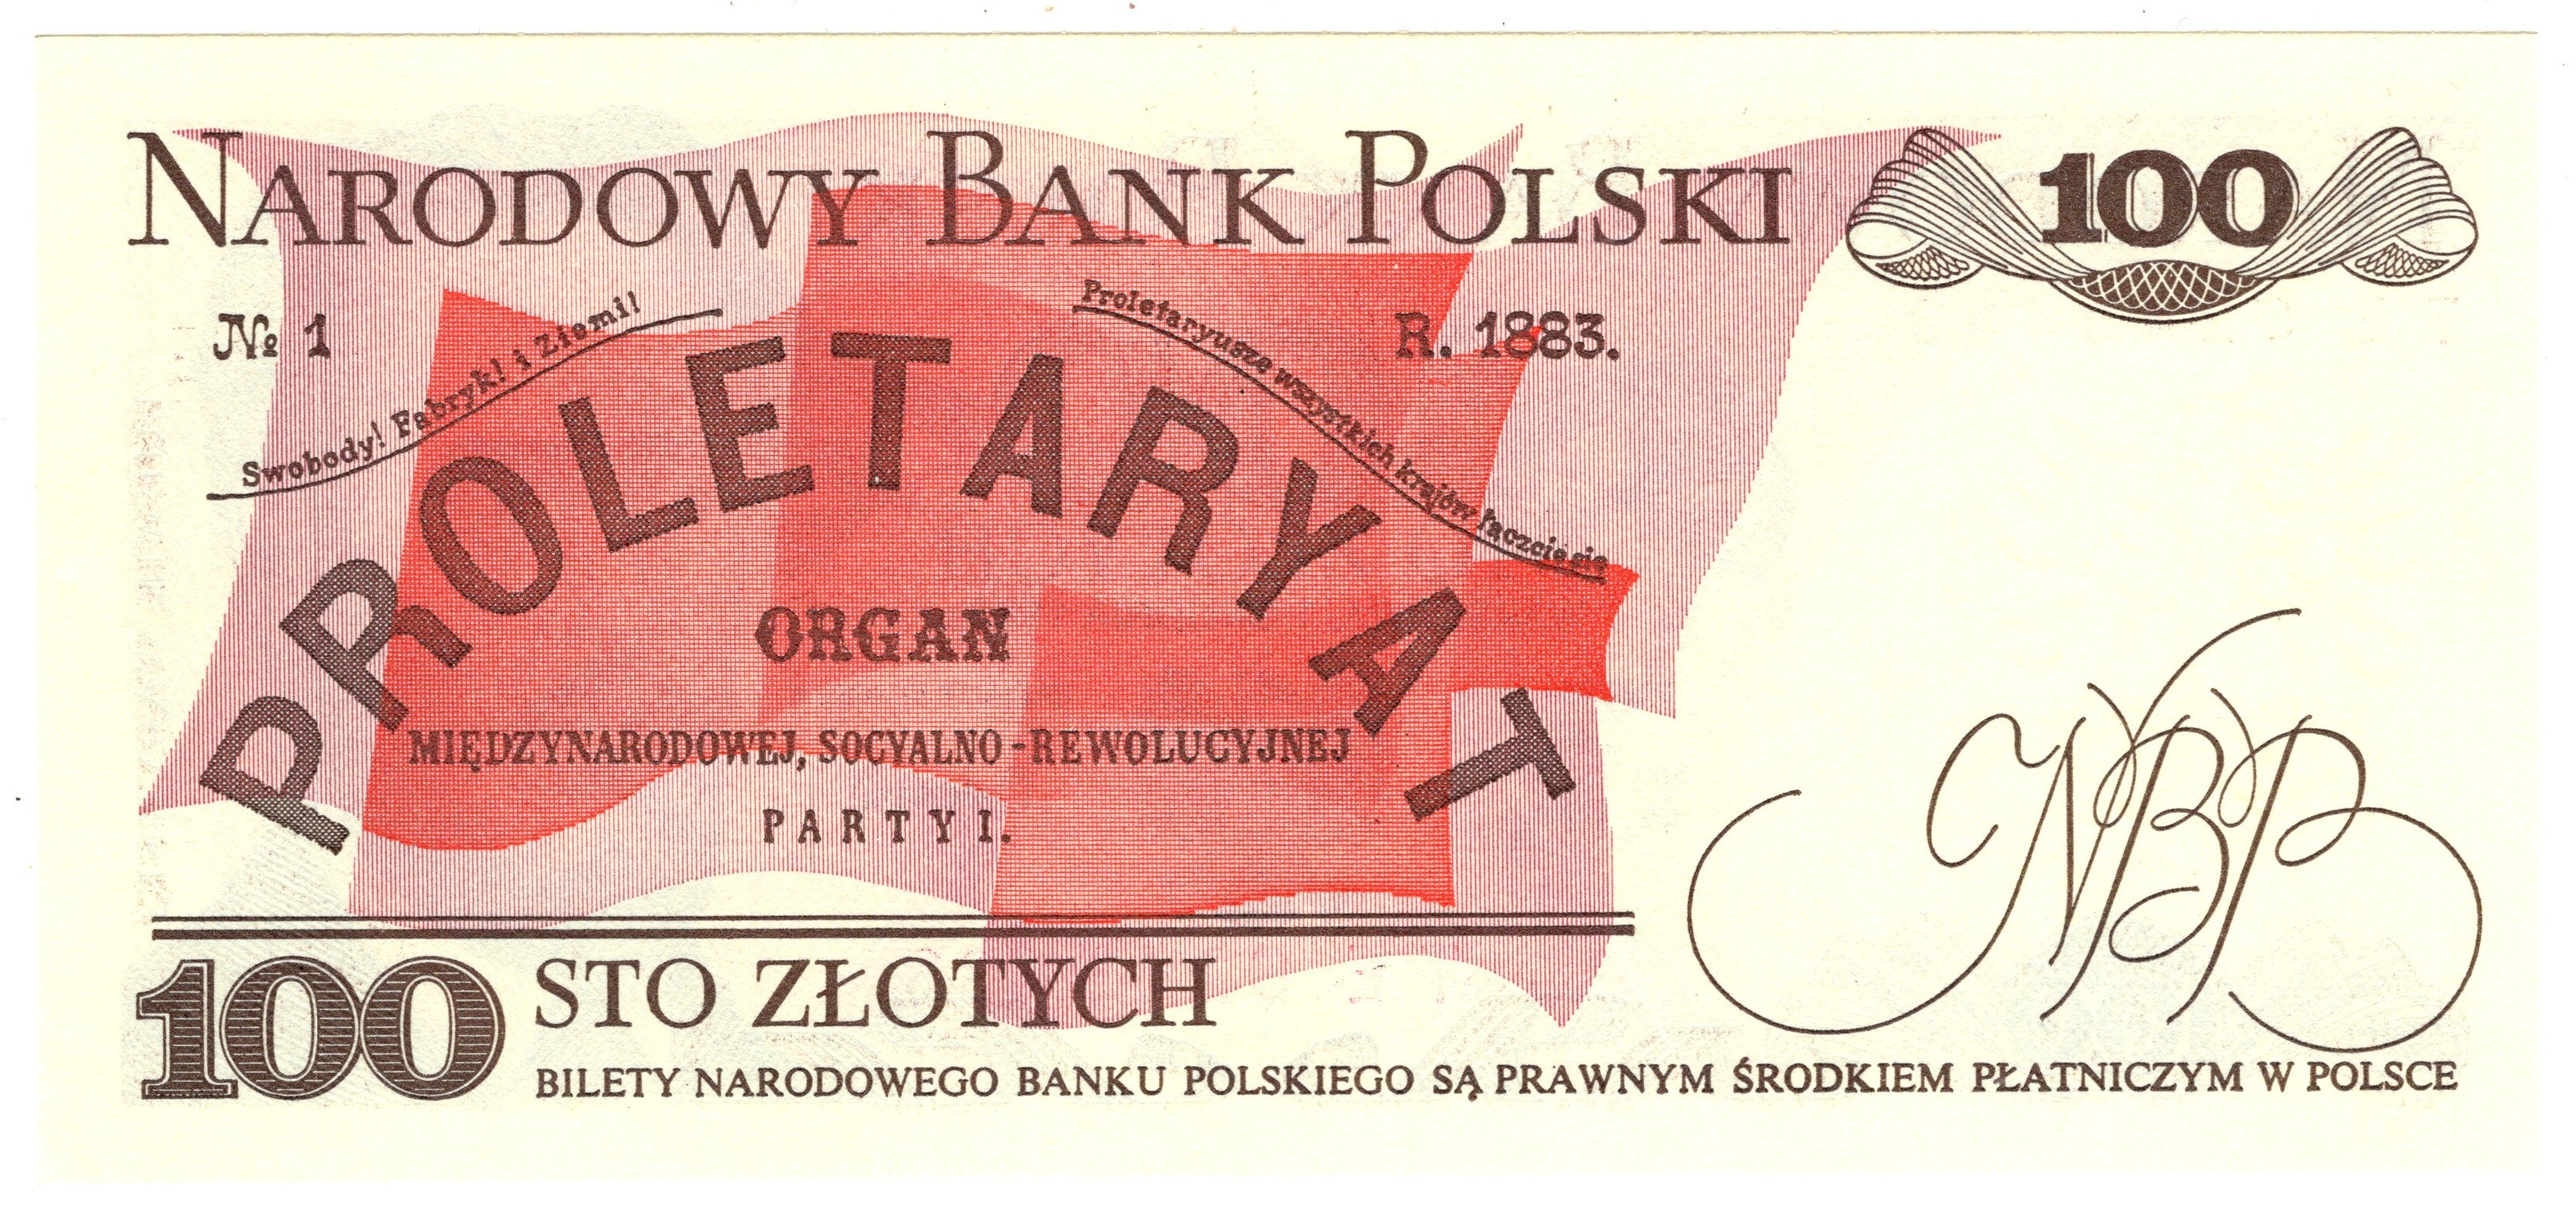 NARODOWY BANK POLSKI
100
№ 1
R. 1883.
Swobody! Fabryk! i Ziemi!
Proletaryusze wszystkich krajów łączcie się
PROLETARYAT
ORGAN
MIĘDZYNARODOWEJ, SOCYALNO-REWOLUCYJNEJ
PARTYI.
NBP
100
STO ZŁOTYCH
BILETY NARODOWEGO BANKU POLSKIEGO SĄ PRAWNYM ŚRODKIEM PŁATNICZYM W POLSCE